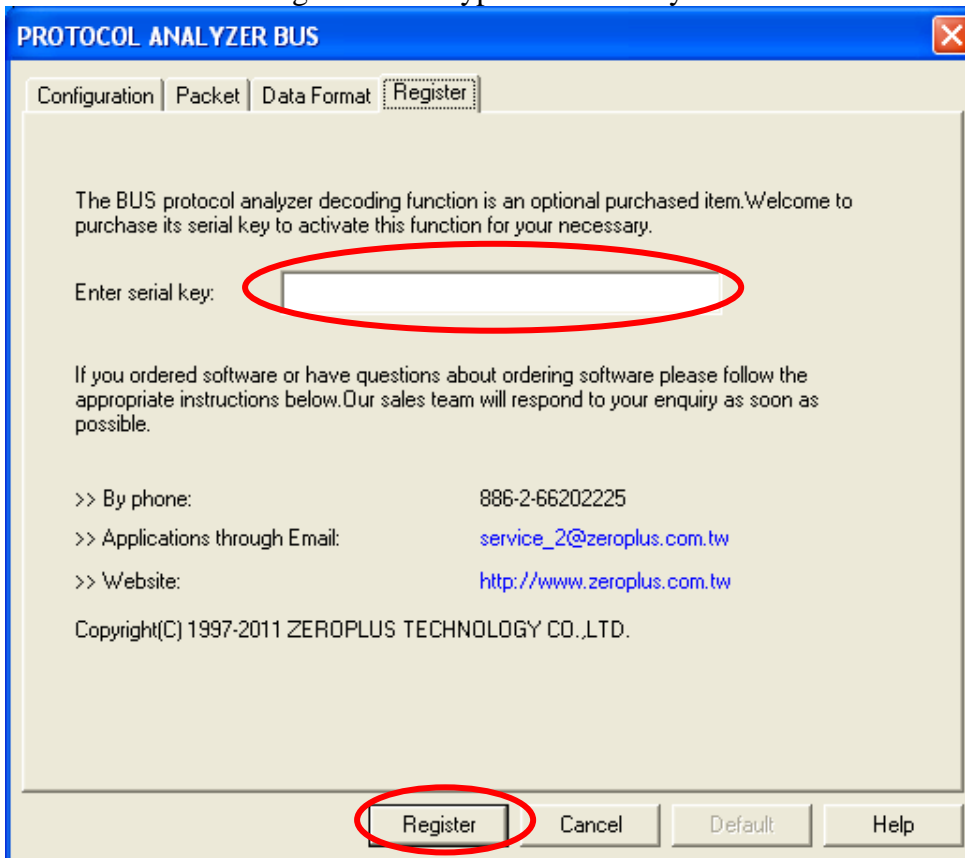 PROTOCOL ANALYZER BUS
Configuration Packet Data Format Register
The BUS protocol analyzer decoding function is an optional purchased item.Welcome to
purchase its serial key to activate this function for your necessary.
Enter serial key:
If you ordered software or have questions about ordering software please follow the
appropriate instructions below.Our sales team will respond to your enquiry as soon as
possible.
>> By phone: 886-2-66202225
>> Applications through Email: service_2@zeroplus.com.tw
>> Website: http://www.zeroplus.com.tw
Copyright(C) 1997-2011 ZEROPLUS TECHNOLOGY CO.,LTD.
Register Cancel Default Help